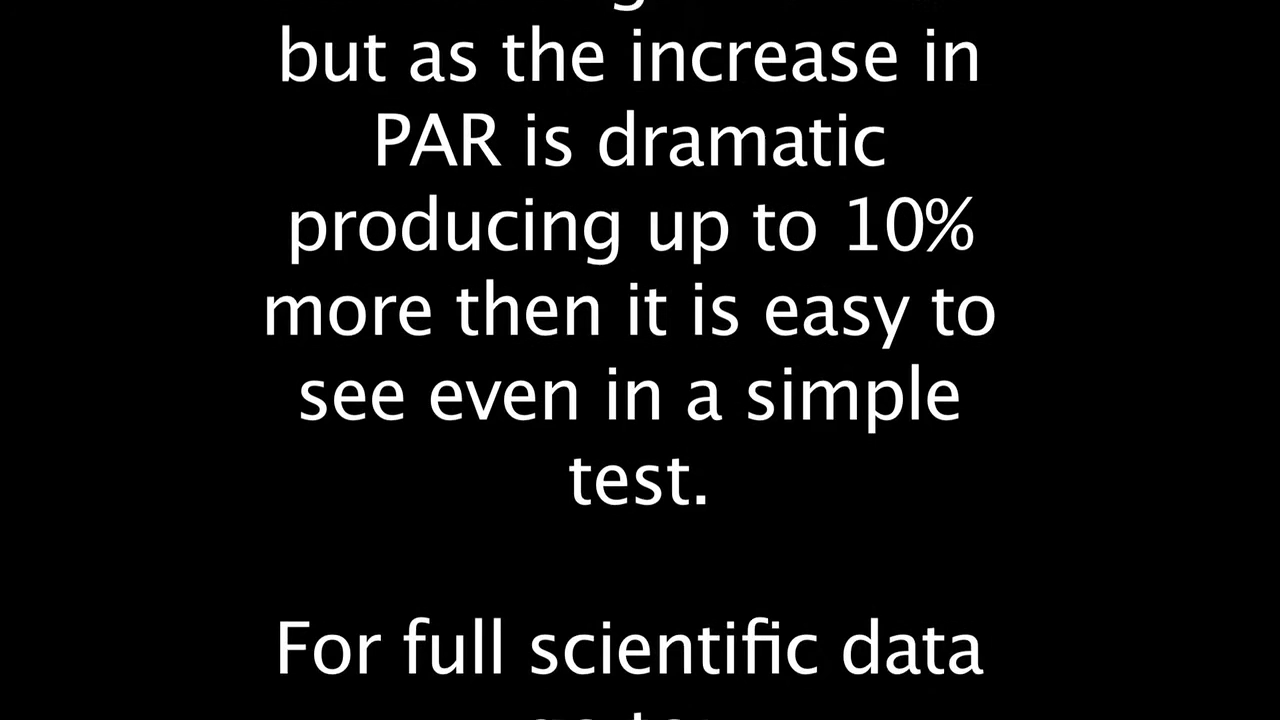 but as the increase in
PAR is dramatic
producing up to 10%
more then it is easy to
see even in a simple
test.
For full scientific data